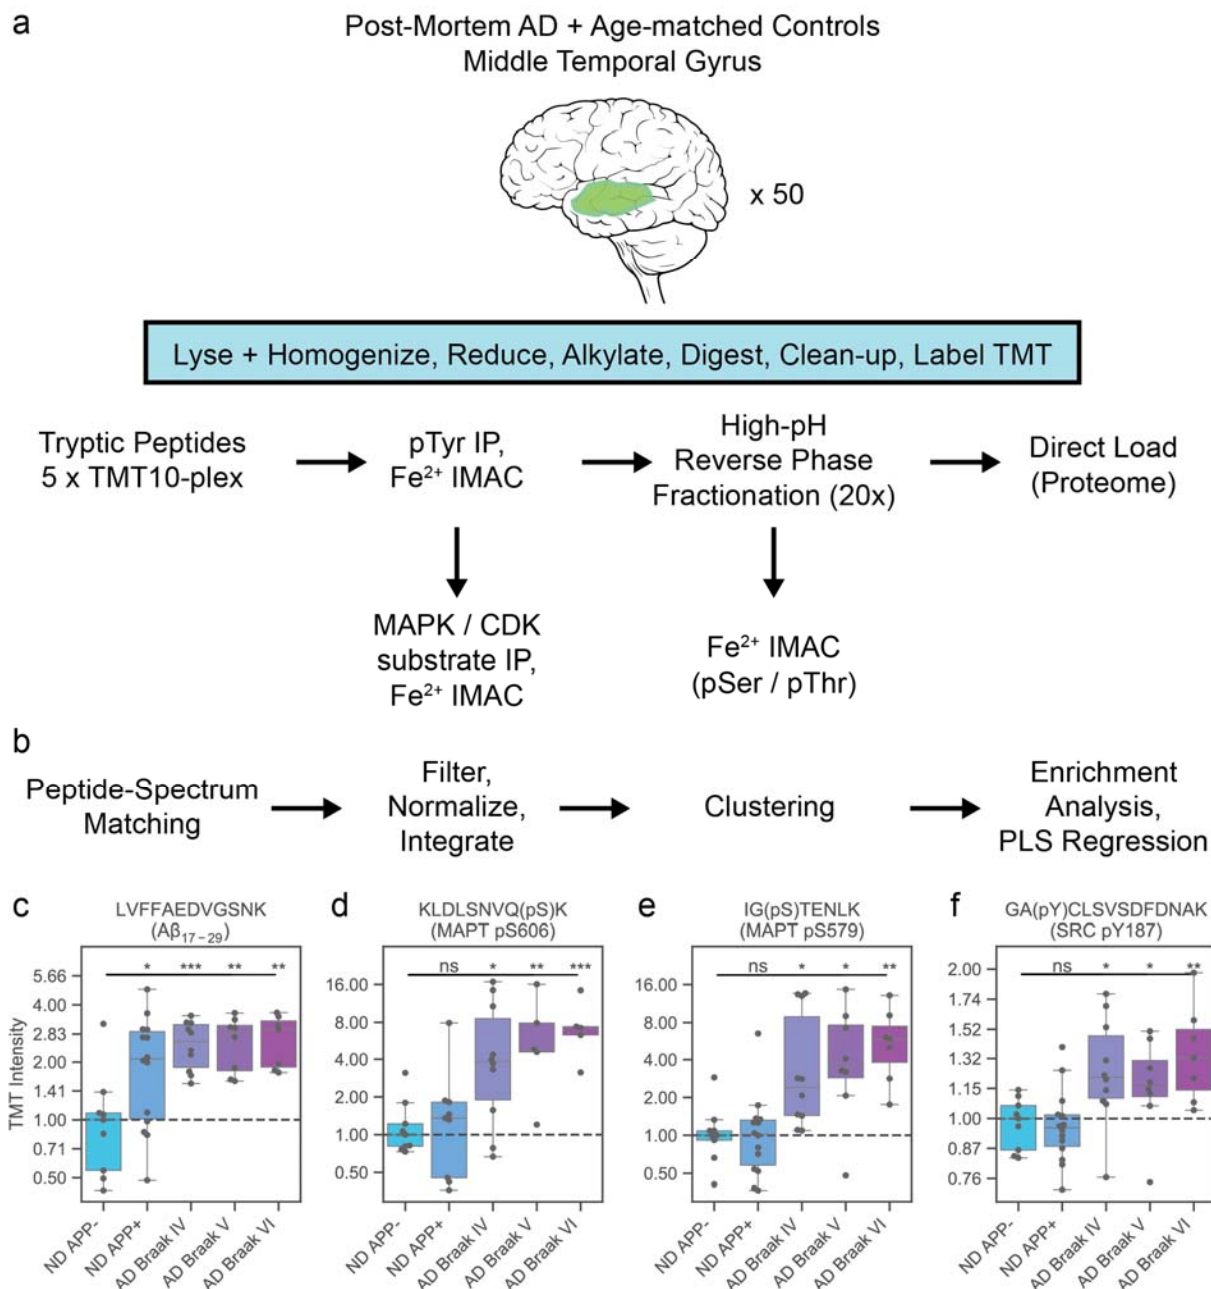 a
Post-Mortem AD + Age-matched Controls
Middle Temporal Gyrus
x 50
Lyse + Homogenize, Reduce, Alkylate, Digest, Clean-up, Label TMT
Tryptic Peptides
5 x TMT10-plex
pTyr IP,
Fe²⁺ IMAC
High-pH
Reverse Phase
Fractionation (20x)
Direct Load
(Proteome)
MAPK / CDK
substrate IP,
Fe²⁺ IMAC
Fe²⁺ IMAC
(pSer / pThr)
b
Peptide-Spectrum
Matching
Filter,
Normalize,
Integrate
Clustering
Enrichment
Analysis,
PLS Regression
c
LVFFAEDVGSNK
(Aβ₁₇₋₂₉)
* *** ** **
TMT Intensity
5.66
4.00
2.83
2.00
1.41
1.00
0.71
0.50
ND APP-
ND APP+
AD Braak IV
AD Braak V
AD Braak VI
d
KLDLSNVQ(pS)K
(MAPT pS606)
ns * ** ***
16.00
8.00
4.00
2.00
1.00
0.50
ND APP-
ND APP+
AD Braak IV
AD Braak V
AD Braak VI
e
IG(pS)TENLK
(MAPT pS579)
ns * * **
16.00
8.00
4.00
2.00
1.00
0.50
ND APP-
ND APP+
AD Braak IV
AD Braak V
AD Braak VI
f
GA(pY)CLSVSDFDNAK
(SRC pY187)
ns * * **
2.00
1.74
1.52
1.32
1.15
1.00
0.87
0.76
ND APP-
ND APP+
AD Braak IV
AD Braak V
AD Braak VI